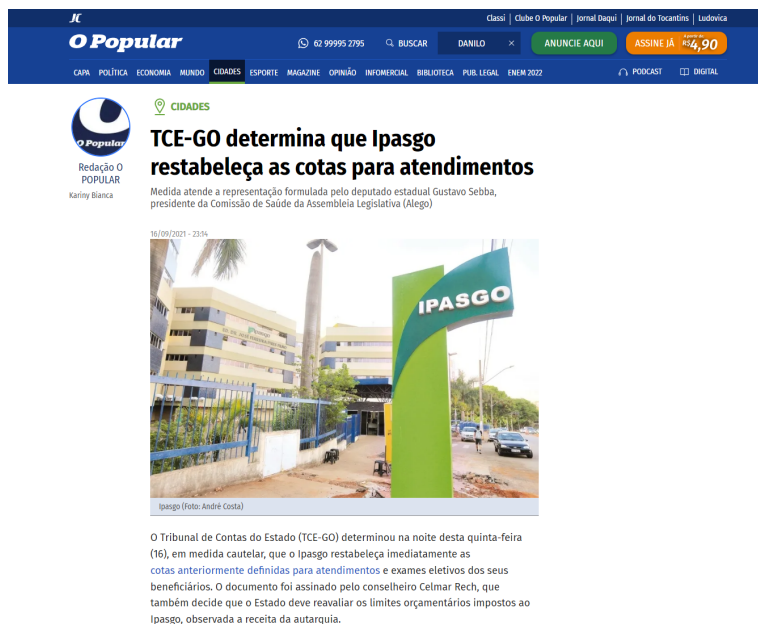 JC
Classi | Clube O Popular | Jornal Daqui | Jornal do Tocantins | Ludovica
O Popular
62 99995 2795
BUSCAR
DANILO ×
ANUNCIE AQUI
ASSINE JÁ
A partir de
R$4,90
CAPA POLÍTICA ECONOMIA MUNDO CIDADES ESPORTE MAGAZINE OPINIÃO INFOMERCIAL BIBLIOTECA PUB. LEGAL ENEM 2022
PODCAST
DIGITAL
O Popular
Redação O
POPULAR
Kariny Bianca
CIDADES
TCE-GO determina que Ipasgo
restabeleça as cotas para atendimentos
Medida atende a representação formulada pelo deputado estadual Gustavo Sebba,
presidente da Comissão de Saúde da Assembleia Legislativa (Alego)
16/09/2021 - 23:14
IPASGO
Ipasgo (Foto: André Costa)
O Tribunal de Contas do Estado (TCE-GO) determinou na noite desta quinta-feira
(16), em medida cautelar, que o Ipasgo restabeleça imediatamente as
cotas anteriormente definidas para atendimentos e exames eletivos dos seus
beneficiários. O documento foi assinado pelo conselheiro Celmar Rech, que
também decide que o Estado deve reavaliar os limites orçamentários impostos ao
Ipasgo, observada a receita da autarquia.